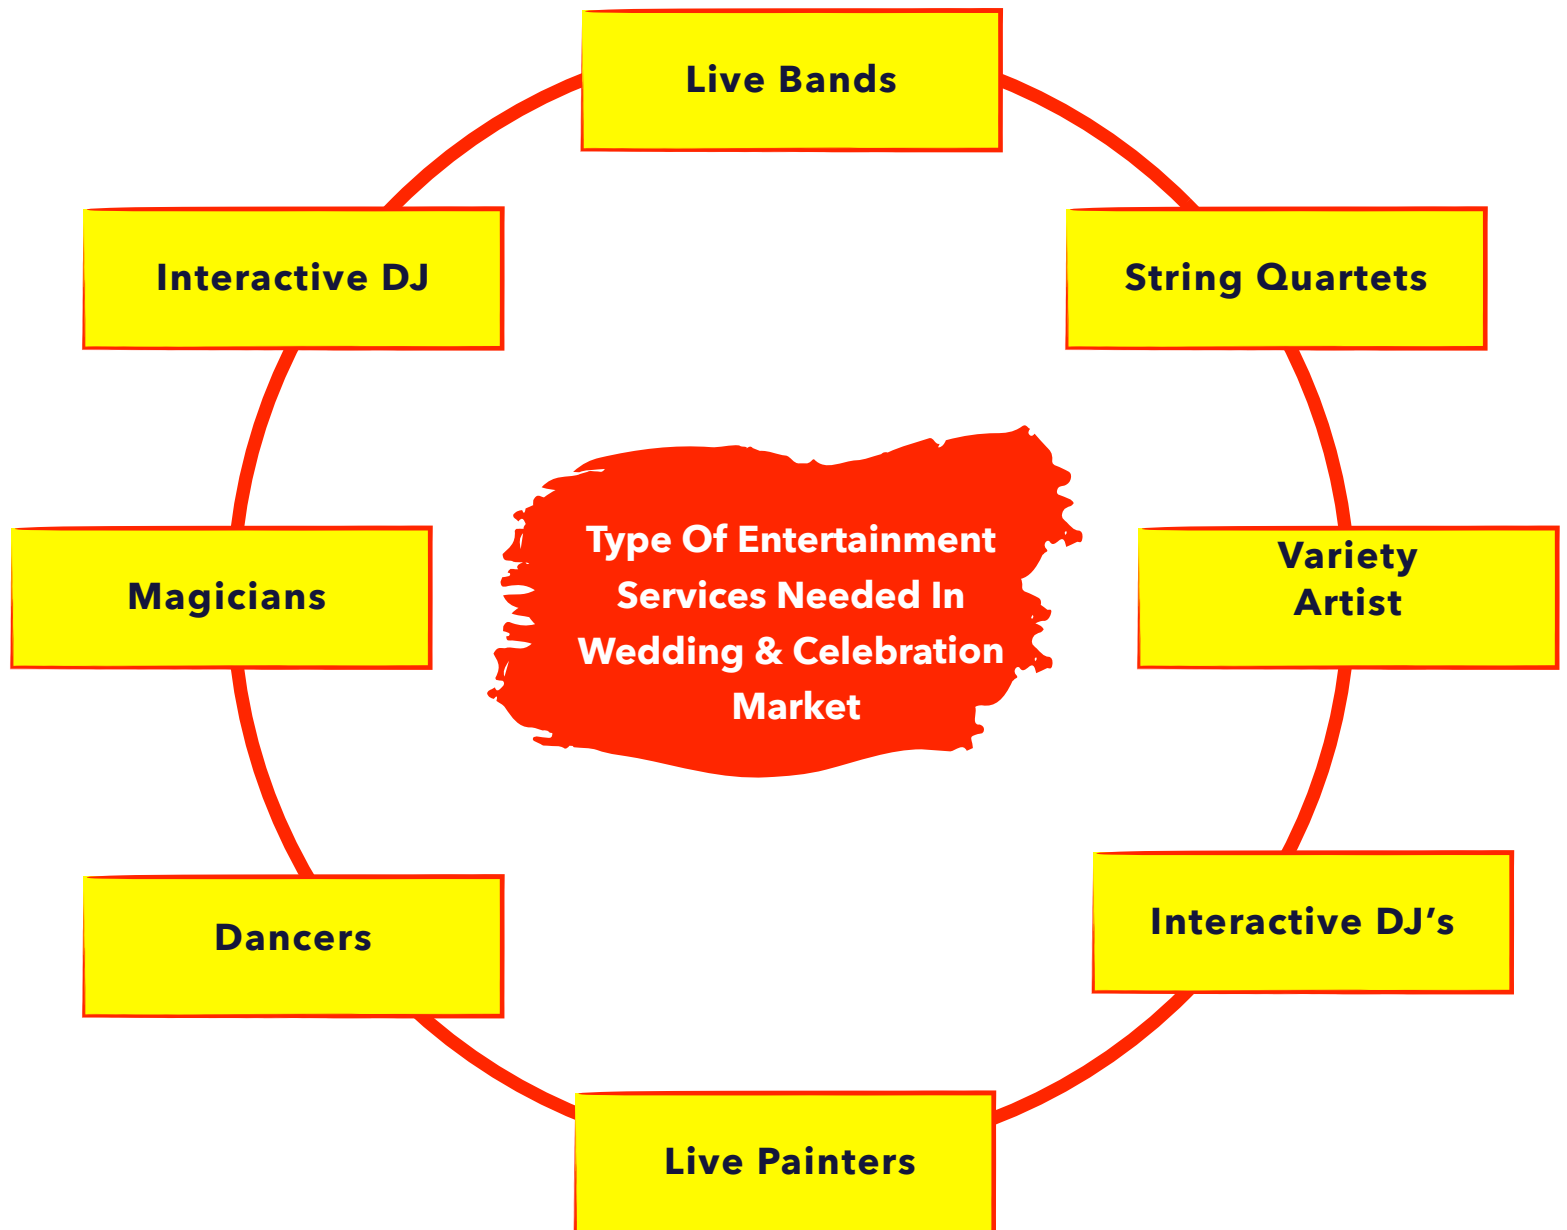 Live Bands
Interactive DJ
String Quartets
Type Of Entertainment
Services Needed In
Wedding & Celebration
Market
Magicians
Variety
Artist
Dancers
Interactive DJ’s
Live Painters